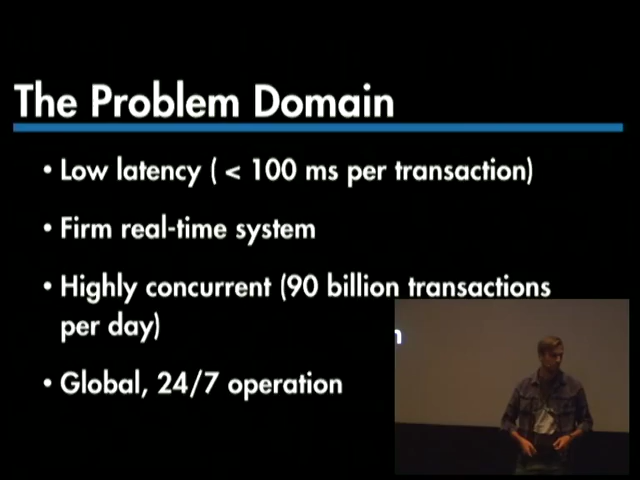 The Problem Domain
• Low latency ( < 100 ms per transaction)
• Firm real-time system
• Highly concurrent (90 billion transactions
per day)
• Global, 24/7 operation